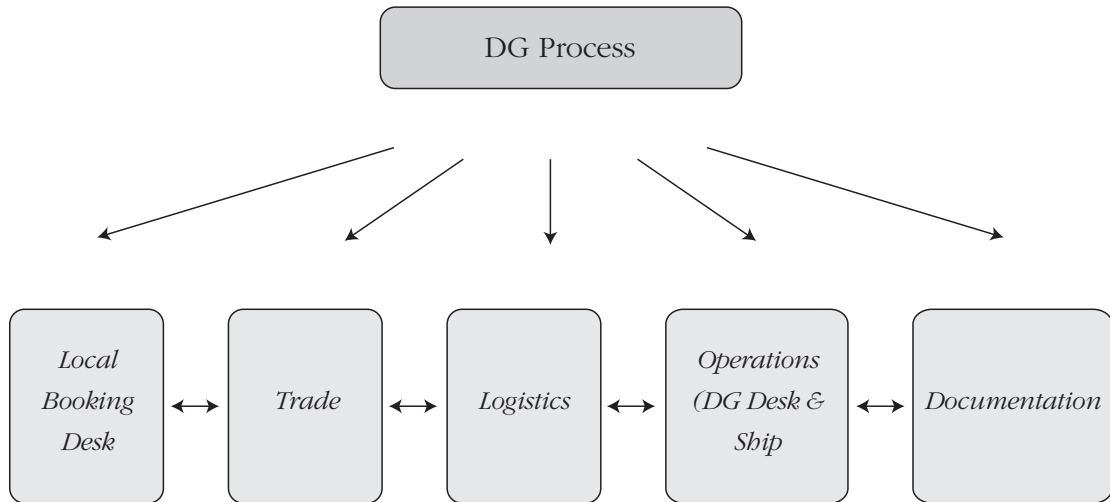 DG Process
Local
Booking
Desk
Trade
Logistics
Operations
(DG Desk &
Ship
Documentation